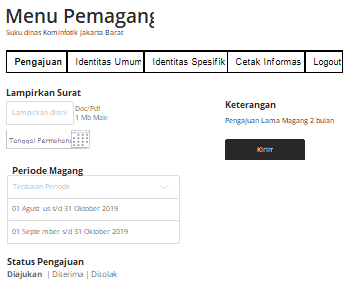 Menu Pemagang
Suku dinas Kominfotik Jakarta Barat
Pengajuan Identitas Umum Identitas Spesifik Cetak Informas Logout
Lampirkan Surat
Lampirkan disini Doc/Pdf
1 Mb Mak
Tanggal Permohona
Keterangan
Pengajuan Lama Magang 2 bulan
Kirim
Periode Magang
Tentukan Periode
01 Agust us s/d 31 Oktober 2019
01 Septe mber s/d 31 Oktober 2019
Status Pengajuan
Diajukan | Diterima | Ditolak